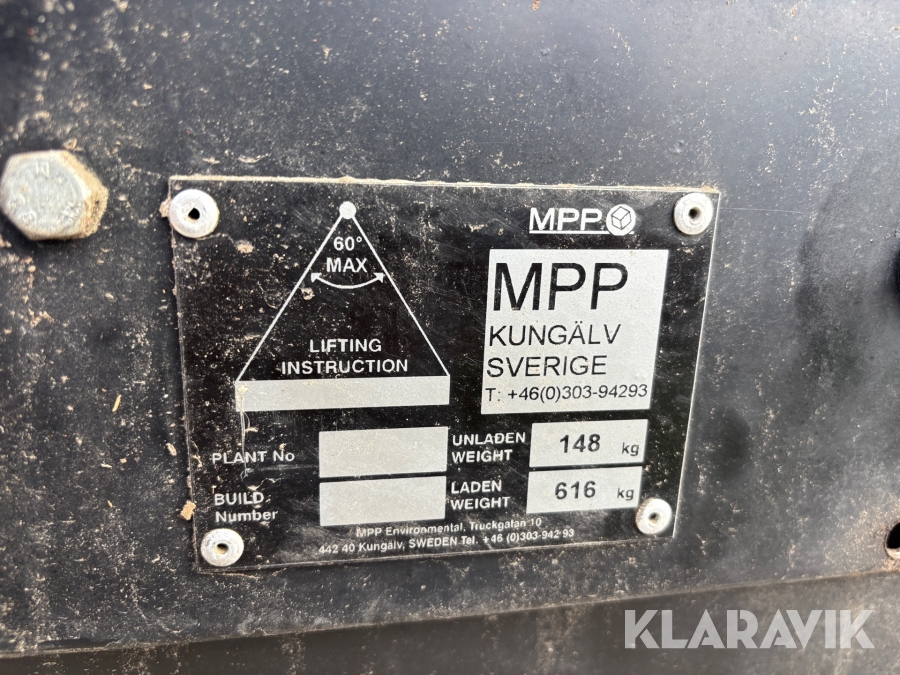 60°
MAX
LIFTING
INSTRUCTION
MPP
MPP
KUNGÄLV
SVERIGE
T: +46(0)303-94293
PLANT No
UNLADEN
WEIGHT
148 kg
BUILD
Number
LADEN
WEIGHT
616 kg
MPP Environmental, Truckgatan 10
442 40 Kungälv, SWEDEN Tel. +46 (0)303-942 93
KLARAVIK